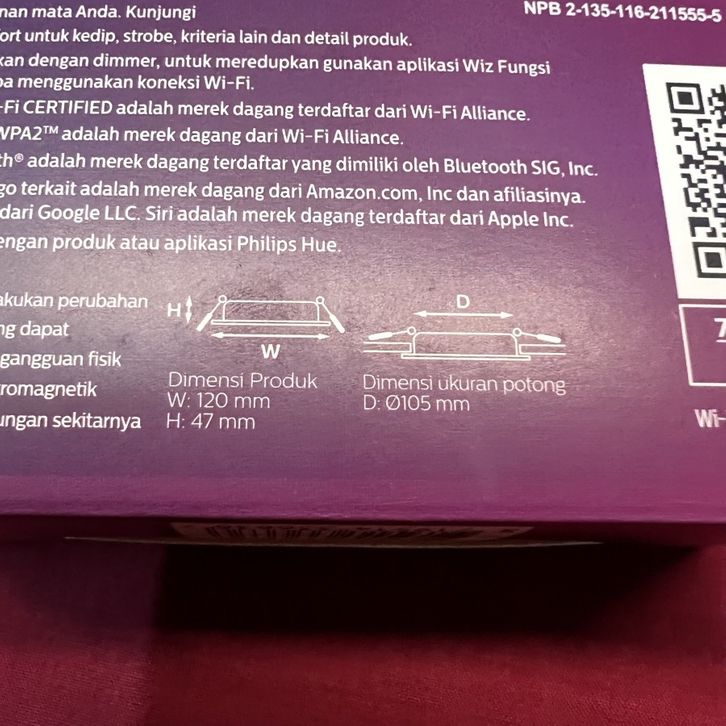 nan mata Anda. Kunjungi
NPB 2-135-116-211555-5
ort untuk kedip, strobe, kriteria lain dan detail produk.
kan dengan dimmer, untuk meredupkan gunakan aplikasi Wiz Fungsi
pa menggunakan koneksi Wi-Fi.
-Fi CERTIFIED adalah merek dagang terdaftar dari Wi-Fi Alliance.
WPA2™ adalah merek dagang dari Wi-Fi Alliance.
th® adalah merek dagang terdaftar yang dimiliki oleh Bluetooth SIG, Inc.
go terkait adalah merek dagang dari Amazon.com, Inc dan afiliasinya.
dari Google LLC. Siri adalah merek dagang terdaftar dari Apple Inc.
engan produk atau aplikasi Philips Hue.
akukan perubahan
ng dapat
gangguan fisik
romagnetik
ungan sekitarnya
H
W
Dimensi Produk
W: 120 mm
H: 47 mm
D
Dimensi ukuran potong
D: Ø105 mm
7
Wi-